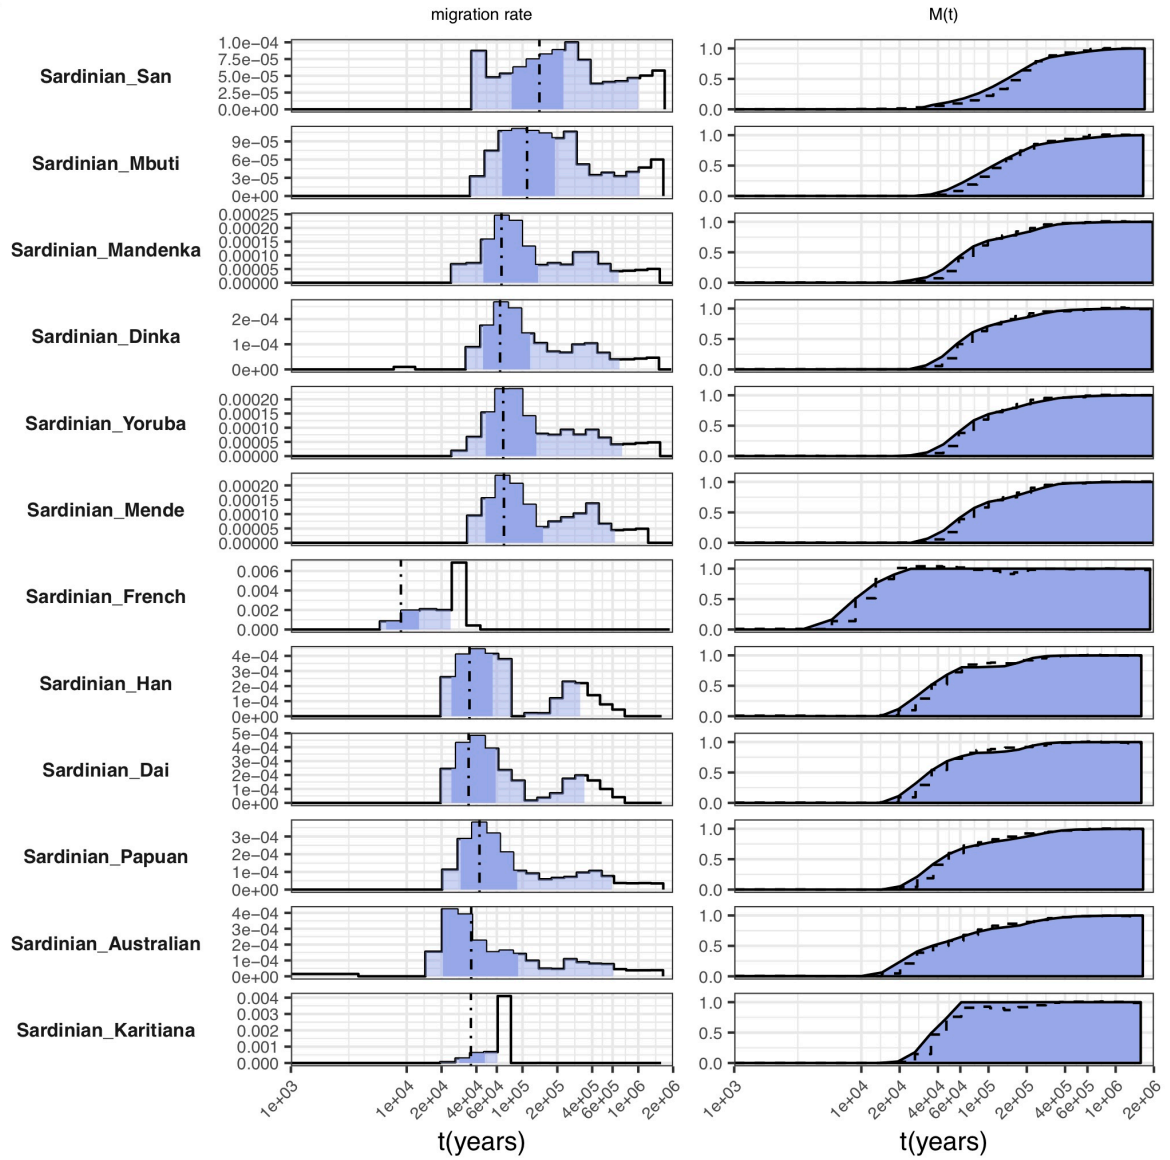 migration rate M(t)
Sardinian_San
1.0e−04
7.5e−05
5.0e−05
2.5e−05
0.0e+00
1.0
0.5
0.0
Sardinian_Mbuti
9e−05
6e−05
3e−05
0e+00
1.0
0.5
0.0
Sardinian_Mandenka
0.00025
0.00020
0.00015
0.00010
0.00005
0.00000
1.0
0.5
0.0
Sardinian_Dinka
2e−04
1e−04
0e+00
1.0
0.5
0.0
Sardinian_Yoruba
0.00020
0.00015
0.00010
0.00005
0.00000
1.0
0.5
0.0
Sardinian_Mende
0.00020
0.00015
0.00010
0.00005
0.00000
1.0
0.5
0.0
Sardinian_French
0.006
0.004
0.002
0.000
1.0
0.5
0.0
Sardinian_Han
4e−04
3e−04
2e−04
1e−04
0e+00
1.0
0.5
0.0
Sardinian_Dai
5e−04
4e−04
3e−04
2e−04
1e−04
0e+00
1.0
0.5
0.0
Sardinian_Papuan
3e−04
2e−04
1e−04
0e+00
1.0
0.5
0.0
Sardinian_Australian
4e−04
3e−04
2e−04
1e−04
0e+00
1.0
0.5
0.0
Sardinian_Karitiana
0.004
0.003
0.002
0.001
0.000
1.0
0.5
0.0
1e+03 1e+04 2e+04 4e+04 6e+04 1e+05 2e+05 4e+05 6e+05 1e+06 2e+06
1e+03 1e+04 2e+04 4e+04 6e+04 1e+05 2e+05 4e+05 6e+05 1e+06 2e+06
t(years) t(years)